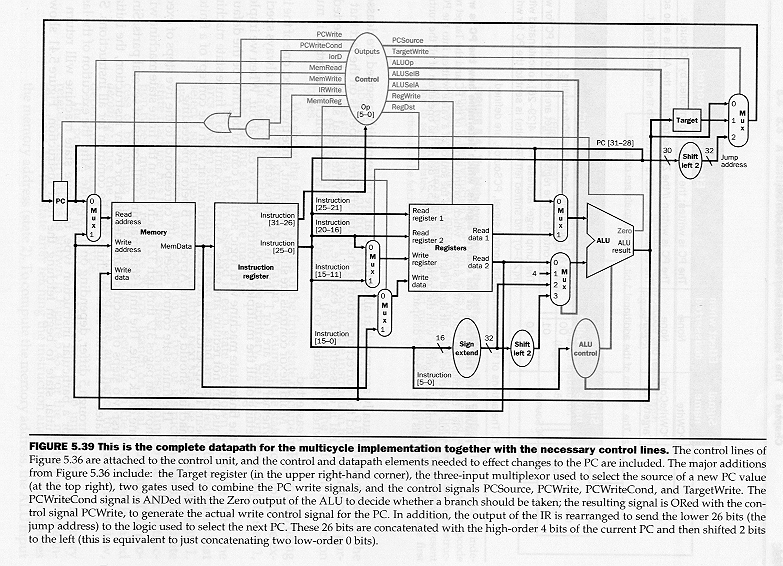 PCWrite
PCWriteCond
IorD
MemRead
MemWrite
IRWrite
MemtoReg
Outputs
Control
Op
[5–0]
PCSource
TargetWrite
ALUOp
ALUSelB
ALUSelA
RegWrite
RegDst
PC [31–28]
Target
0
1
2
M
u
x
30
Shift
left 2
32
Jump
address
PC
0
M
u
x
1
Read
address
Memory
Write
address
MemData
Write
data
Instruction
[31–26]
Instruction
[25–0]
Instruction
register
Instruction
[25–21]
Instruction
[20–16]
Instruction
[15–11]
Instruction
[15–0]
0
M
u
x
1
0
M
u
x
1
Read
register 1
Read
register 2
Registers
Write
register
Write
data
Read
data 1
Read
data 2
0
M
u
x
1
4
0
1
2
3
M
u
x
Zero
ALU
ALU
result
16
Sign
extend
32
Shift
left 2
ALU
control
Instruction
[5–0]
FIGURE 5.39 This is the complete datapath for the multicycle implementation together with the necessary control lines. The control lines of
Figure 5.36 are attached to the control unit, and the control and datapath elements needed to effect changes to the PC are included. The major additions
from Figure 5.36 include: the Target register (in the upper right-hand corner), the three-input multiplexor used to select the source of a new PC value
(at the top right), two gates used to combine the PC write signals, and the control signals PCSource, PCWrite, PCWriteCond, and TargetWrite. The
PCWriteCond signal is ANDed with the Zero output of the ALU to decide whether a branch should be taken; the resulting signal is ORed with the con-
trol signal PCWrite, to generate the actual write control signal for the PC. In addition, the output of the IR is rearranged to send the lower 26 bits (the
jump address) to the logic used to select the next PC. These 26 bits are concatenated with the high-order 4 bits of the current PC and then shifted 2 bits
to the left (this is equivalent to just concatenating two low-order 0 bits).